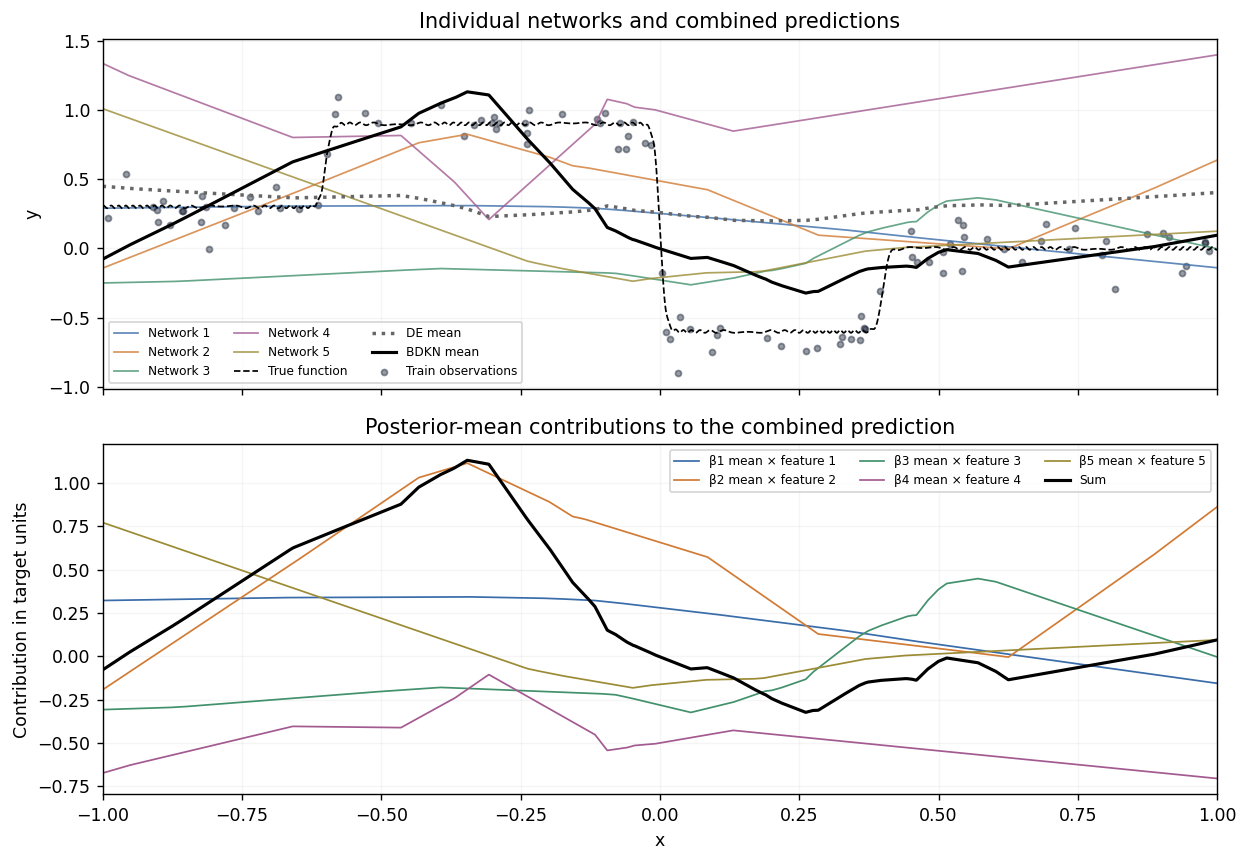 Individual networks and combined predictions
1.5
1.0
0.5
0.0
−0.5
−1.0
y
Network 1
Network 2
Network 3
Network 4
Network 5
True function
DE mean
BDKN mean
Train observations
Posterior-mean contributions to the combined prediction
1.00
0.75
0.50
0.25
0.00
−0.25
−0.50
−0.75
Contribution in target units
β1 mean × feature 1
β2 mean × feature 2
β3 mean × feature 3
β4 mean × feature 4
β5 mean × feature 5
Sum
−1.00 −0.75 −0.50 −0.25 0.00 0.25 0.50 0.75 1.00
x